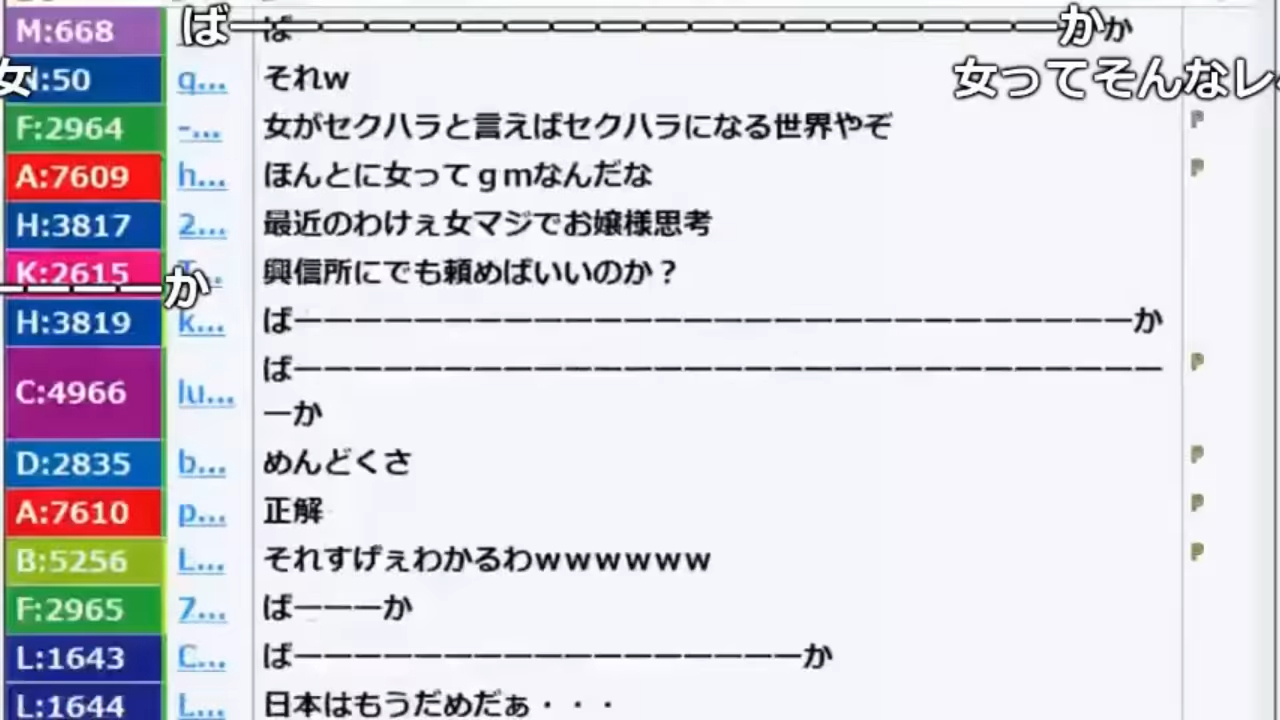 M:668 ば――――――――――――――――――――――――――――か
N:50 q... それw
女ってそんなレ
F:2964 -... 女がセクハラと言えばセクハラになる世界やぞ P
A:7609 h... ほんとに女ってｇｍなんだな P
H:3817 2... 最近のわけぇ女マジでお嬢様思考
K:2615 興信所にでも頼めばいいのか？
――――か
H:3819 k... ば――――――――――――――――――――――――――――か
C:4966 lu... ば――――――――――――――――――――――――――――― P
―か
D:2835 b... めんどくさ P
A:7610 p... 正解 P
B:5256 L... それすげぇわかるわｗｗｗｗｗｗ P
F:2965 7... ば―――か
L:1643 C... ば―――――――――――――――――か
L:1644 L... 日本はもうだめだぁ・・・